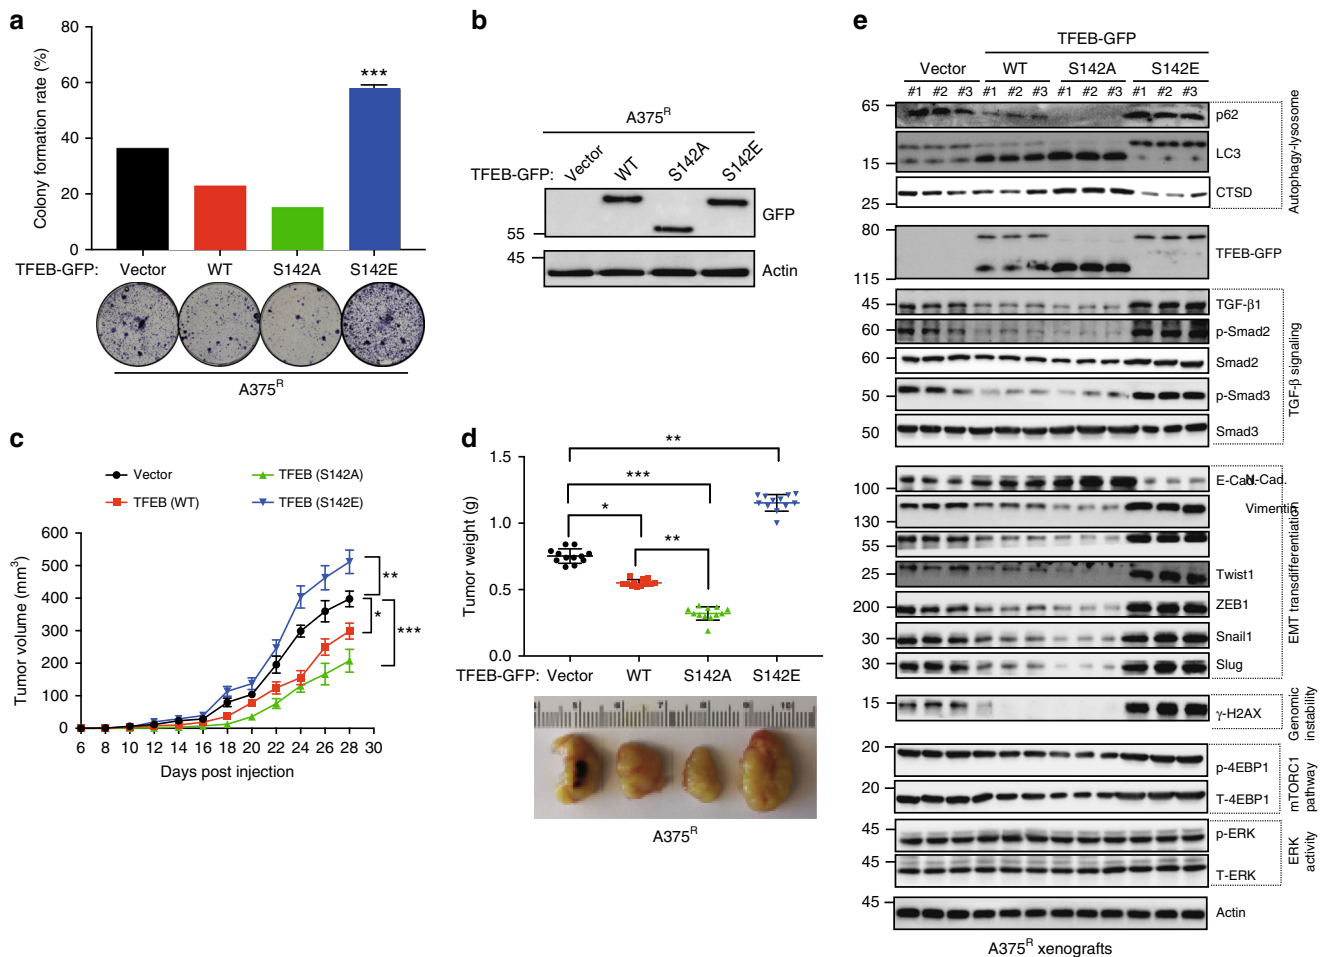 a
80
60
40
20
0
Colony formation rate (%)
***
TFEB-GFP: Vector WT S142A S142E
A375R
b
A375R
TFEB-GFP: Vector WT S142A S142E
GFP
55
45
Actin
c
Vector
TFEB (WT)
TFEB (S142A)
TFEB (S142E)
600
500
400
300
200
100
0
Tumor volume (mm3)
**
*
***
6 8 10 12 14 16 18 20 22 24 26 28 30
Days post injection
d
1.5
1.0
0.5
0.0
Tumor weight (g)
**
***
*
**
TFEB-GFP: Vector WT S142A S142E
A375R
e
TFEB-GFP
Vector WT S142A S142E
#1 #2 #3 #1 #2 #3 #1 #2 #3 #1 #2 #3
65 p62
15 LC3
25 CTSD
Autophagy-lysosome
80
TFEB-GFP
115
45 TGF-β1
60 p-Smad2
60 Smad2
50 p-Smad3
50 Smad3
TGF-β signaling
100 E-Cad. N-Cad.
130 Vimentin
55
25 Twist1
200 ZEB1
30 Snail1
30 Slug
EMT transdifferentiation
15 γ-H2AX
Genomic
instability
20 p-4EBP1
20 T-4EBP1
mTORC1
pathway
45 p-ERK
45 T-ERK
ERK
activity
45 Actin
A375R xenografts